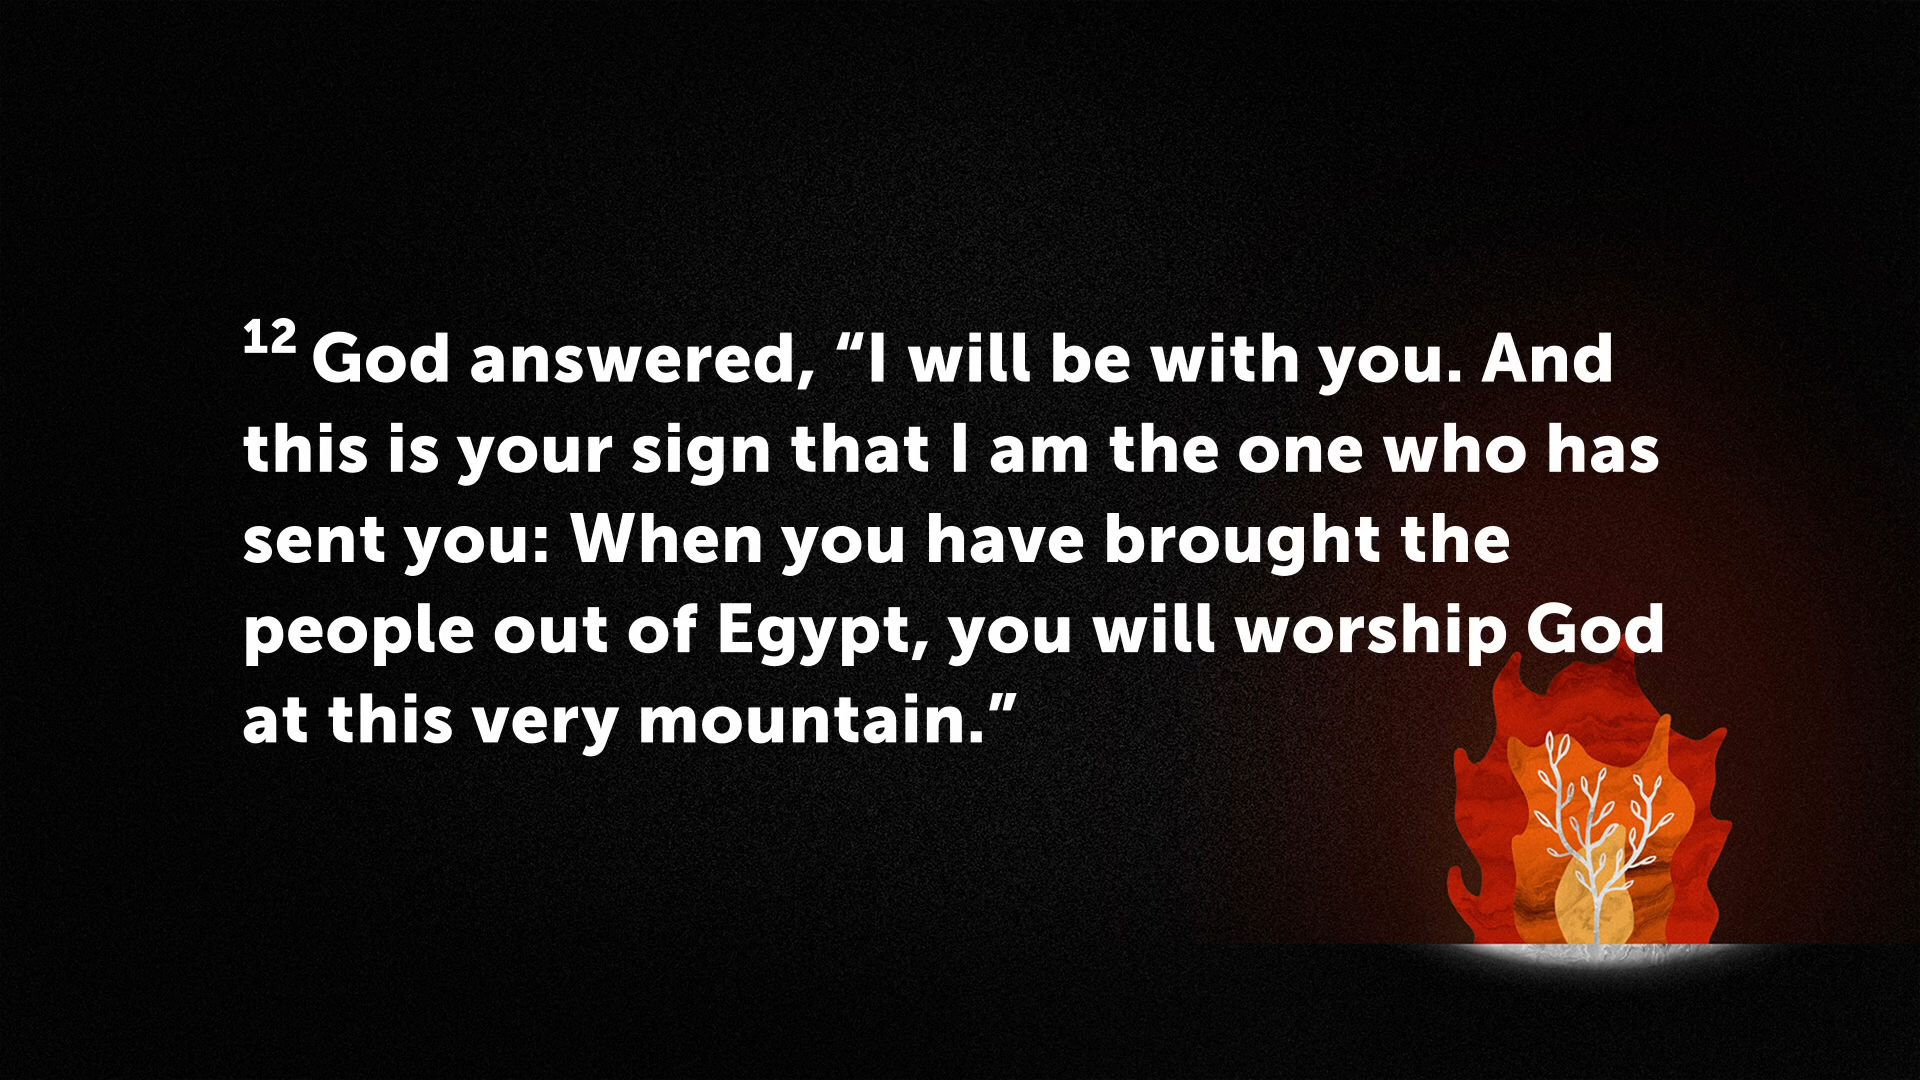 12 God answered, “I will be with you. And
this is your sign that I am the one who has
sent you: When you have brought the
people out of Egypt, you will worship God
at this very mountain.”